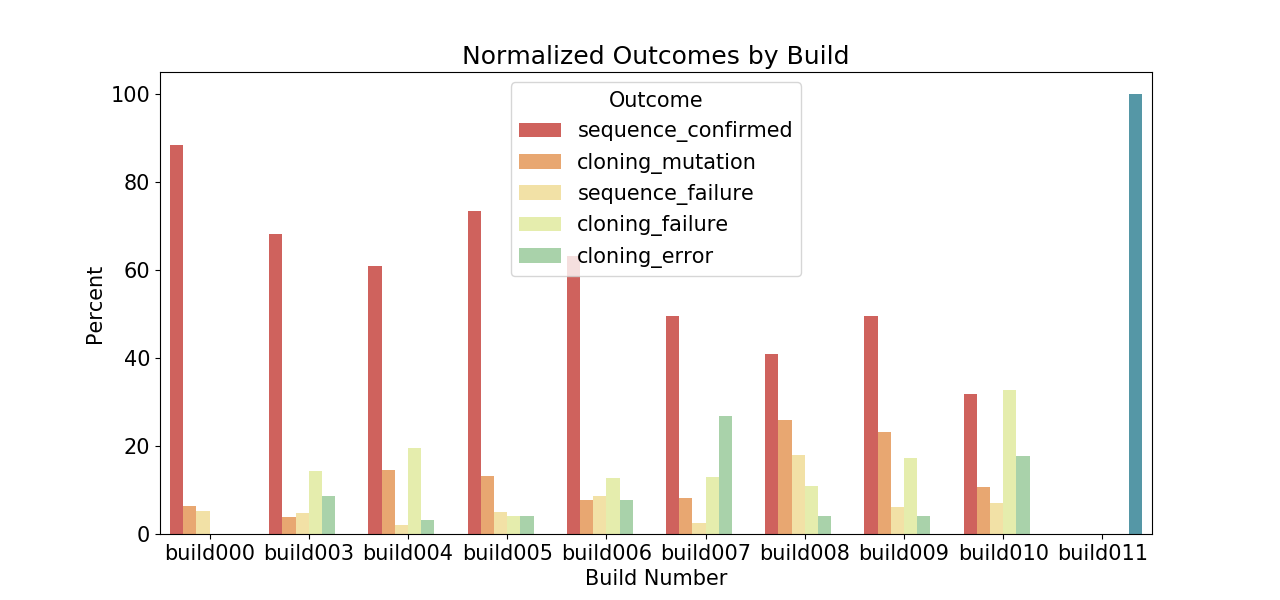 Normalized Outcomes by Build
Outcome
sequence_confirmed
cloning_mutation
sequence_failure
cloning_failure
cloning_error
Percent
100
80
60
40
20
0
build000 build003 build004 build005 build006 build007 build008 build009 build010 build011
Build Number